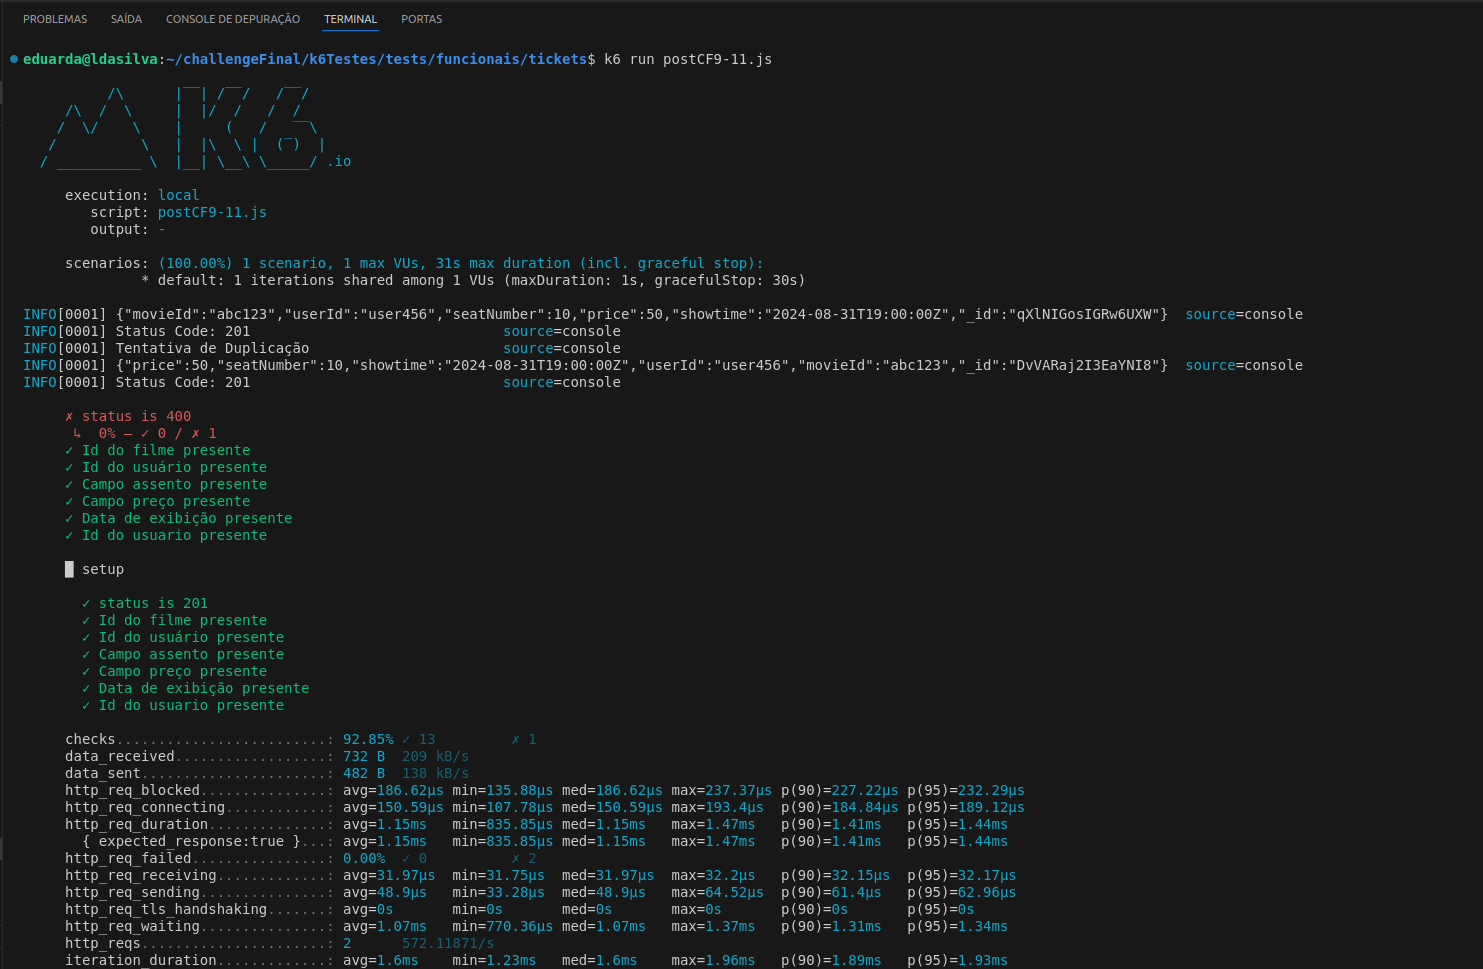 PROBLEMAS SAÍDA CONSOLE DE DEPURAÇÃO TERMINAL PORTAS
eduarda@ldasilva:~/challengeFinal/k6Testes/tests/funcionais/tickets$ k6 run postCF9-11.js
.io
execution: local
script: postCF9-11.js
output: -
scenarios: (100.00%) 1 scenario, 1 max VUs, 31s max duration (incl. graceful stop):
* default: 1 iterations shared among 1 VUs (maxDuration: 1s, gracefulStop: 30s)
INFO[0001] {"movieId":"abc123","userId":"user456","seatNumber":10,"price":50,"showtime":"2024-08-31T19:00:00Z","_id":"qXlNIGosIGRw6UXW"} source=console
INFO[0001] Status Code: 201 source=console
INFO[0001] Tentativa de Duplicação source=console
INFO[0001] {"price":50,"seatNumber":10,"showtime":"2024-08-31T19:00:00Z","userId":"user456","movieId":"abc123","_id":"DvVARaj2I3EaYNI8"} source=console
INFO[0001] Status Code: 201 source=console
✗ status is 400
↳ 0% — ✓ 0 / ✗ 1
✓ Id do filme presente
✓ Id do usuário presente
✓ Campo assento presente
✓ Campo preço presente
✓ Data de exibição presente
✓ Id do usuario presente
█ setup
✓ status is 201
✓ Id do filme presente
✓ Id do usuário presente
✓ Campo assento presente
✓ Campo preço presente
✓ Data de exibição presente
✓ Id do usuario presente
checks.........................: 92.85% ✓ 13 ✗ 1
data_received..................: 732 B 209 kB/s
data_sent......................: 482 B 138 kB/s
http_req_blocked...............: avg=186.62µs min=135.88µs med=186.62µs max=237.37µs p(90)=227.22µs p(95)=232.29µs
http_req_connecting............: avg=150.59µs min=107.78µs med=150.59µs max=193.4µs p(90)=184.84µs p(95)=189.12µs
http_req_duration..............: avg=1.15ms min=835.85µs med=1.15ms max=1.47ms p(90)=1.41ms p(95)=1.44ms
{ expected_response:true }...: avg=1.15ms min=835.85µs med=1.15ms max=1.47ms p(90)=1.41ms p(95)=1.44ms
http_req_failed................: 0.00% ✓ 0 ✗ 2
http_req_receiving.............: avg=31.97µs min=31.75µs med=31.97µs max=32.2µs p(90)=32.15µs p(95)=32.17µs
http_req_sending...............: avg=48.9µs min=33.28µs med=48.9µs max=64.52µs p(90)=61.4µs p(95)=62.96µs
http_req_tls_handshaking.......: avg=0s min=0s med=0s max=0s p(90)=0s p(95)=0s
http_req_waiting...............: avg=1.07ms min=770.36µs med=1.07ms max=1.37ms p(90)=1.31ms p(95)=1.34ms
http_reqs......................: 2 572.11871/s
iteration_duration.............: avg=1.6ms min=1.23ms med=1.6ms max=1.96ms p(90)=1.89ms p(95)=1.93ms